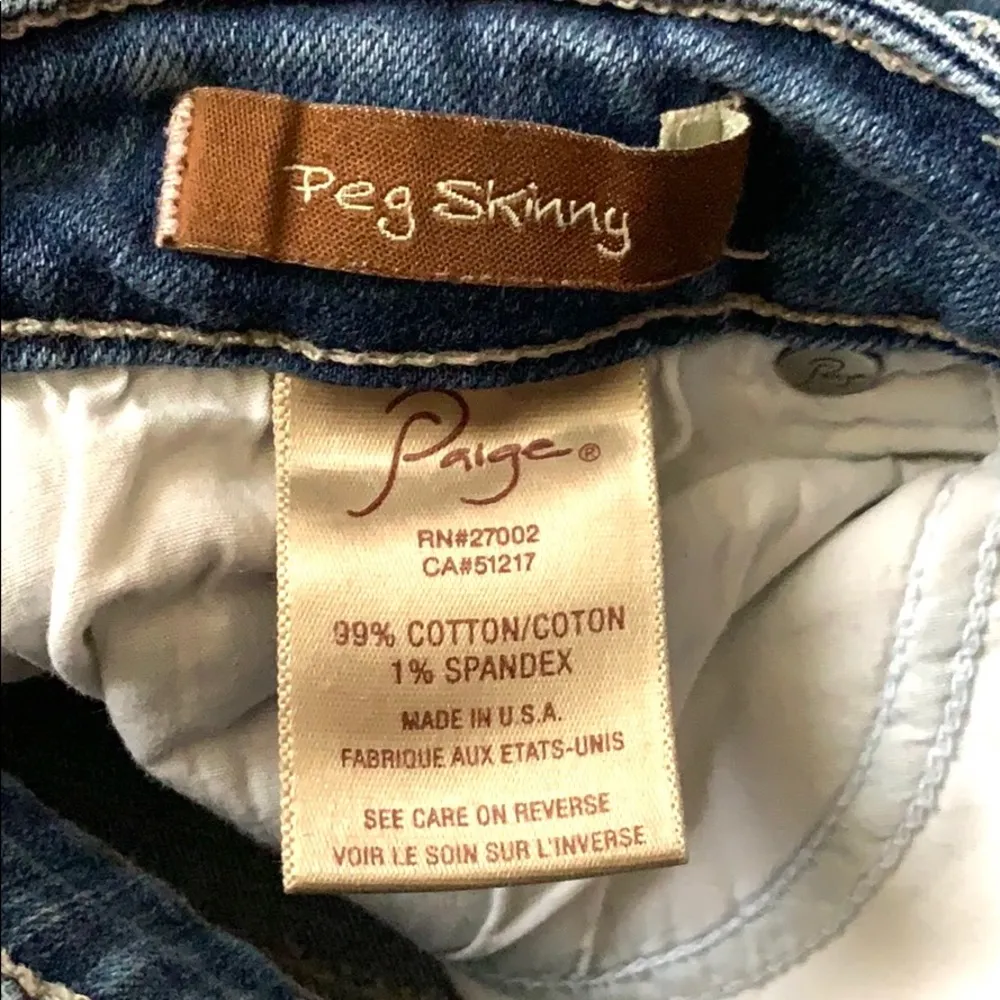 Peg Skinny
Paige®
Paige
RN#27002
CA#51217
99% COTTON/COTON
1% SPANDEX
MADE IN U.S.A.
FABRIQUE AUX ETATS-UNIS
SEE CARE ON REVERSE
VOIR LE SOIN SUR L'INVERSE